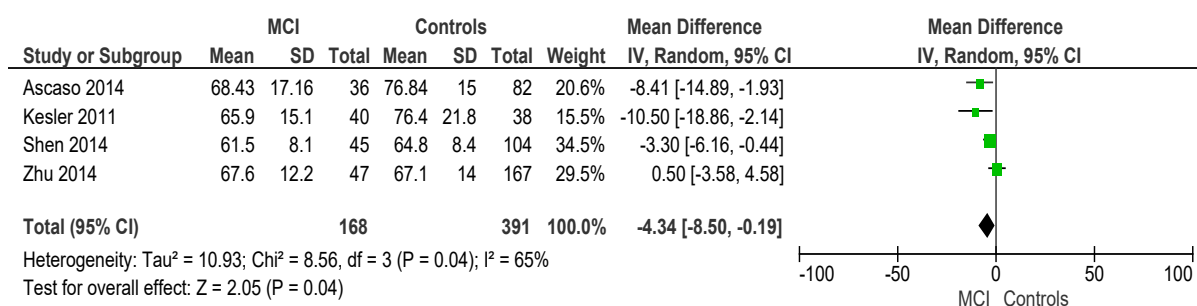 MCI Controls Mean Difference Mean Difference
Study or Subgroup Mean SD Total Mean SD Total Weight IV, Random, 95% CI IV, Random, 95% CI
Ascaso 2014 68.43 17.16 36 76.84 15 82 20.6% -8.41 [-14.89, -1.93]
Kesler 2011 65.9 15.1 40 76.4 21.8 38 15.5% -10.50 [-18.86, -2.14]
Shen 2014 61.5 8.1 45 64.8 8.4 104 34.5% -3.30 [-6.16, -0.44]
Zhu 2014 67.6 12.2 47 67.1 14 167 29.5% 0.50 [-3.58, 4.58]
Total (95% CI) 168 391 100.0% -4.34 [-8.50, -0.19]
Heterogeneity: Tau² = 10.93; Chi² = 8.56, df = 3 (P = 0.04); I² = 65%
Test for overall effect: Z = 2.05 (P = 0.04)
-100 -50 0 50 100
MCI Controls